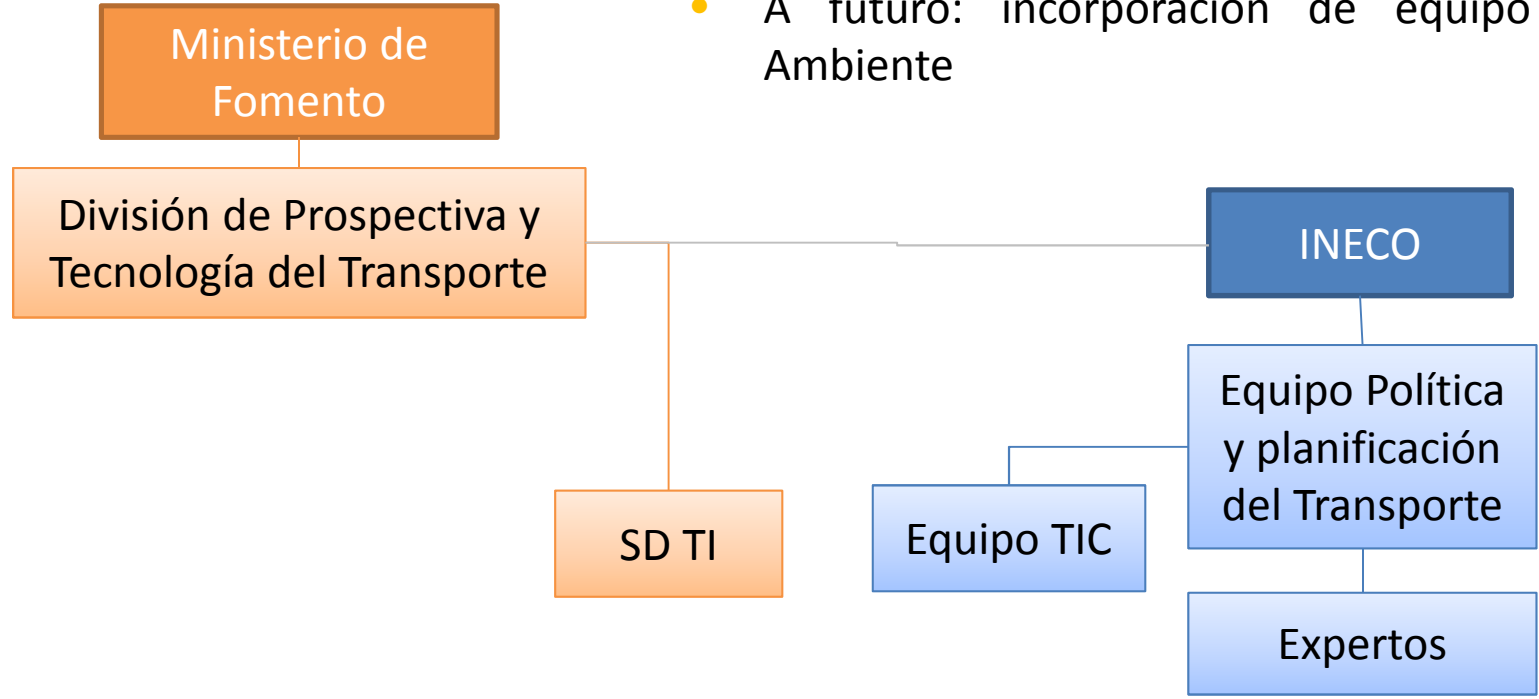 A futuro: incorporación de equipo
Ambiente
Ministerio de
Fomento
División de Prospectiva y
Tecnología del Transporte
INECO
Equipo Política
y planificación
del Transporte
SD TI
Equipo TIC
Expertos